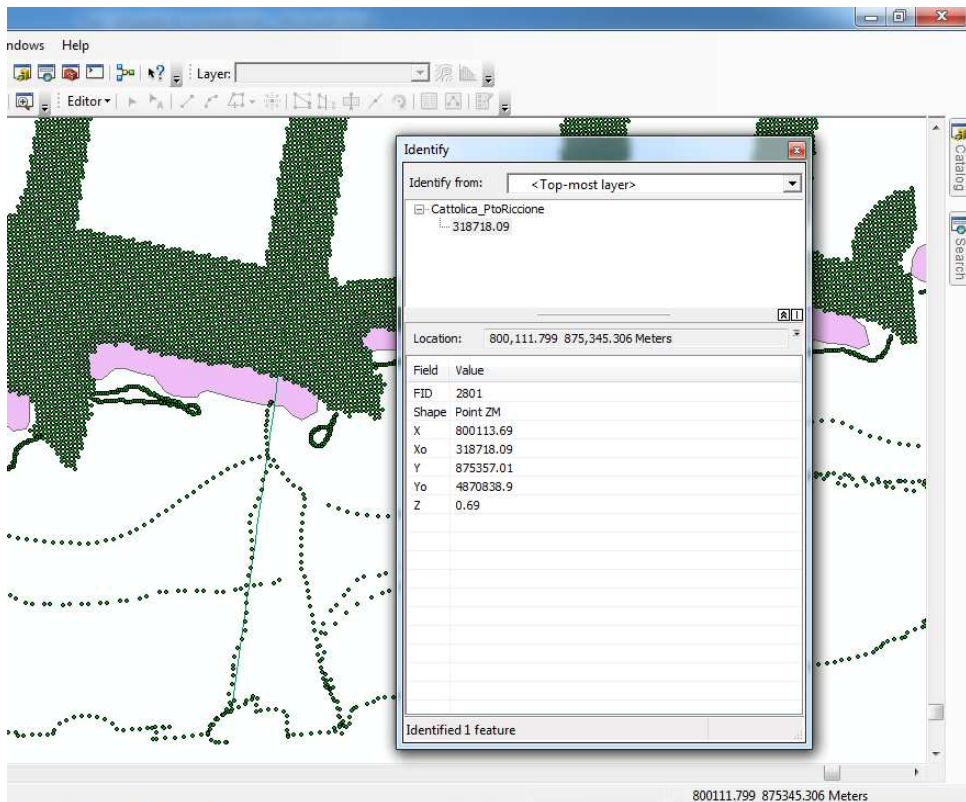 ndows Help
Layer:
Editor
Identify
Identify from: <Top-most layer>
Cattolica_PtoRiccione
318718.09
Location: 800,111.799 875,345.306 Meters
Field Value
FID 2801
Shape Point ZM
X 800113.69
Xo 318718.09
Y 875357.01
Yo 4870838.9
Z 0.69
Identified 1 feature
Catalog
Search
800111.799 875345.306 Meters